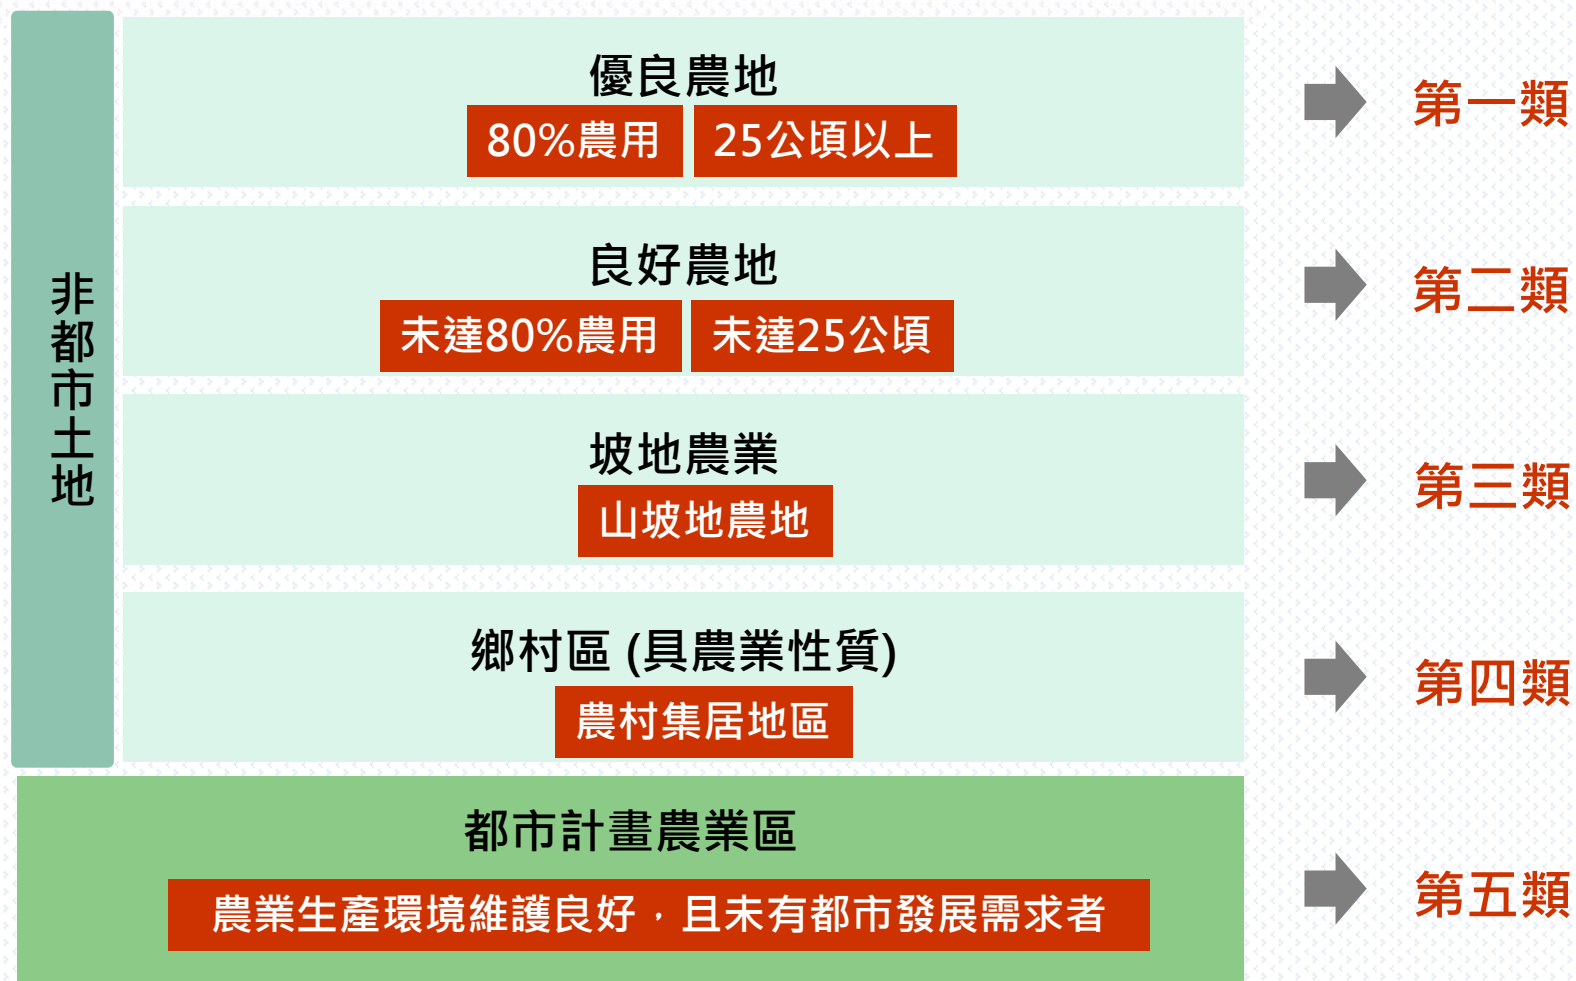 非都市土地
優良農地
80%農用
25公頃以上
第一類
良好農地
未達80%農用
未達25公頃
第二類
坡地農業
山坡地農地
第三類
鄉村區 (具農業性質)
農村集居地區
第四類
都市計畫農業區
農業生產環境維護良好，且未有都市發展需求者
第五類